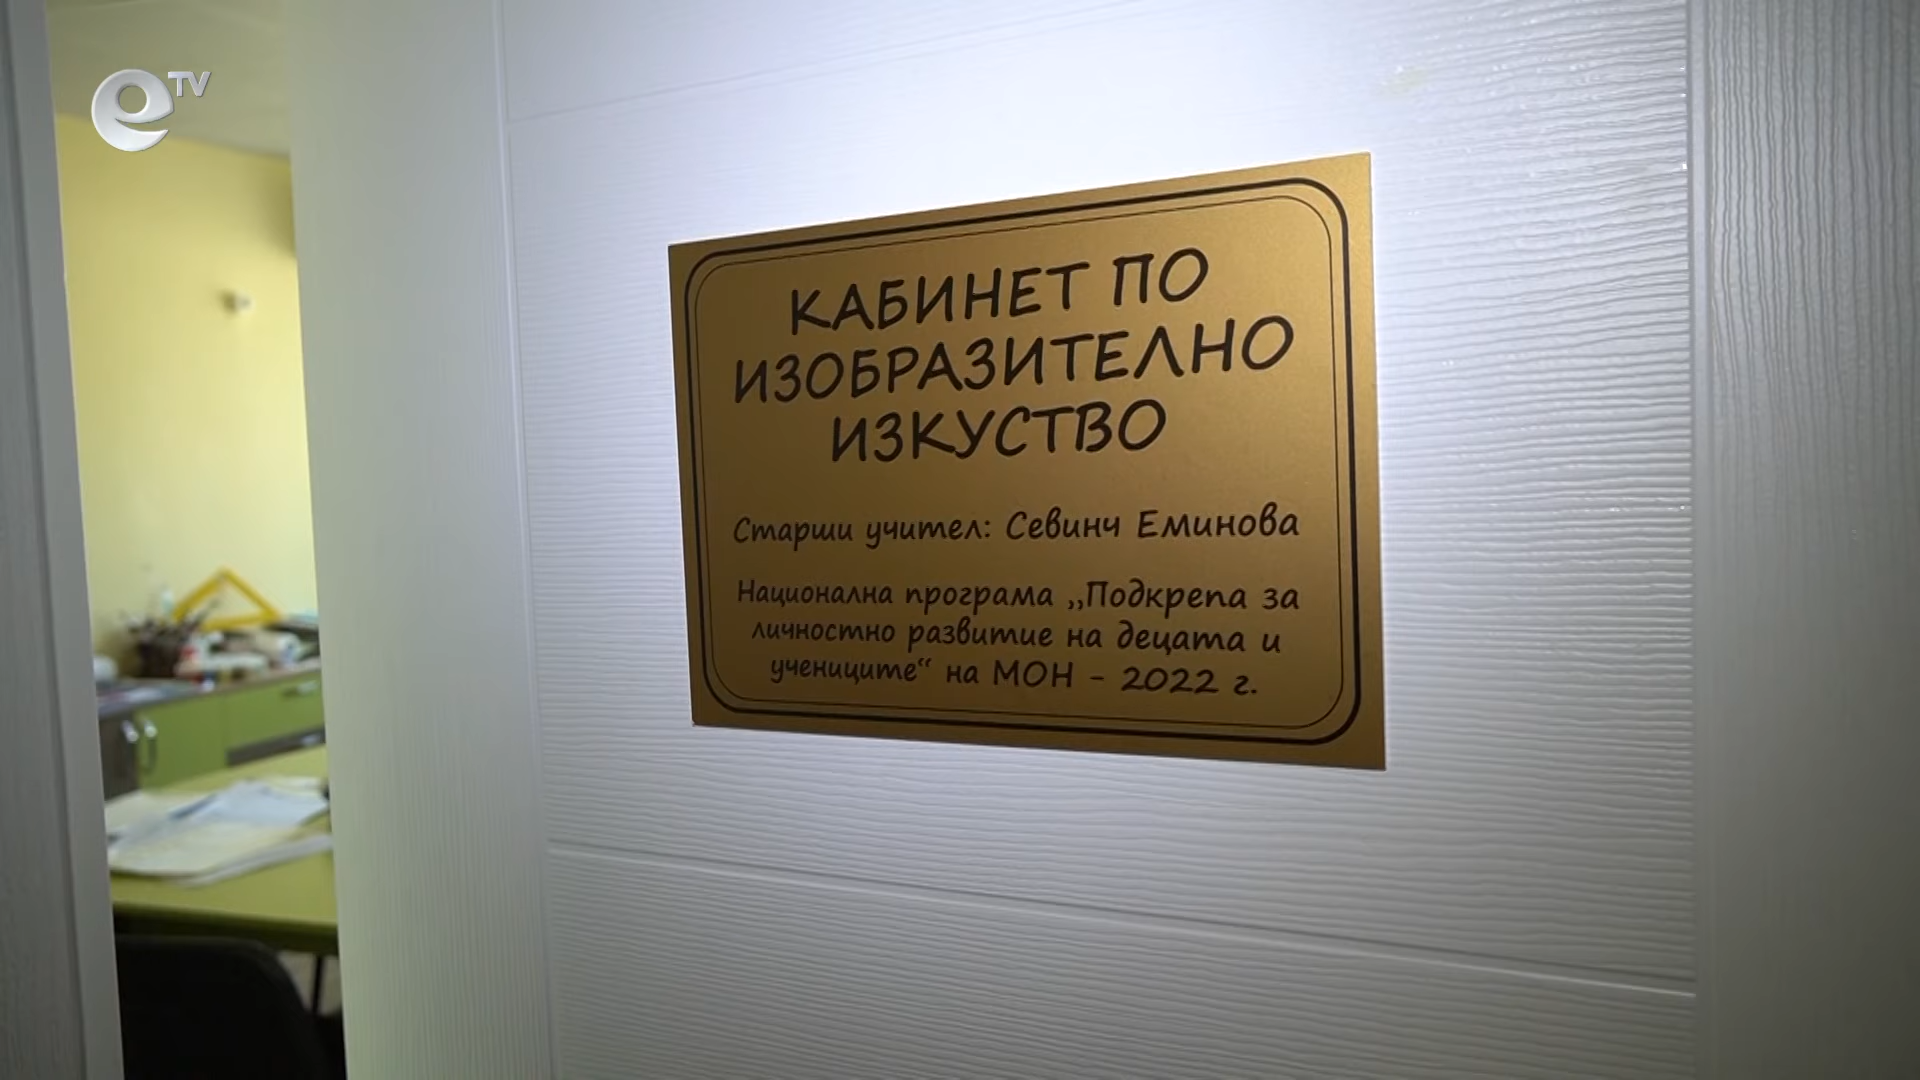 e TV
КАБИНЕТ ПО
ИЗОБРАЗИТЕЛНО
ИЗКУСТВО
Старши учител: Севинч Еминова
Национална програма „Подкрепа за
личностно развитие на децата и
учениците“ на МОН - 2022 г.